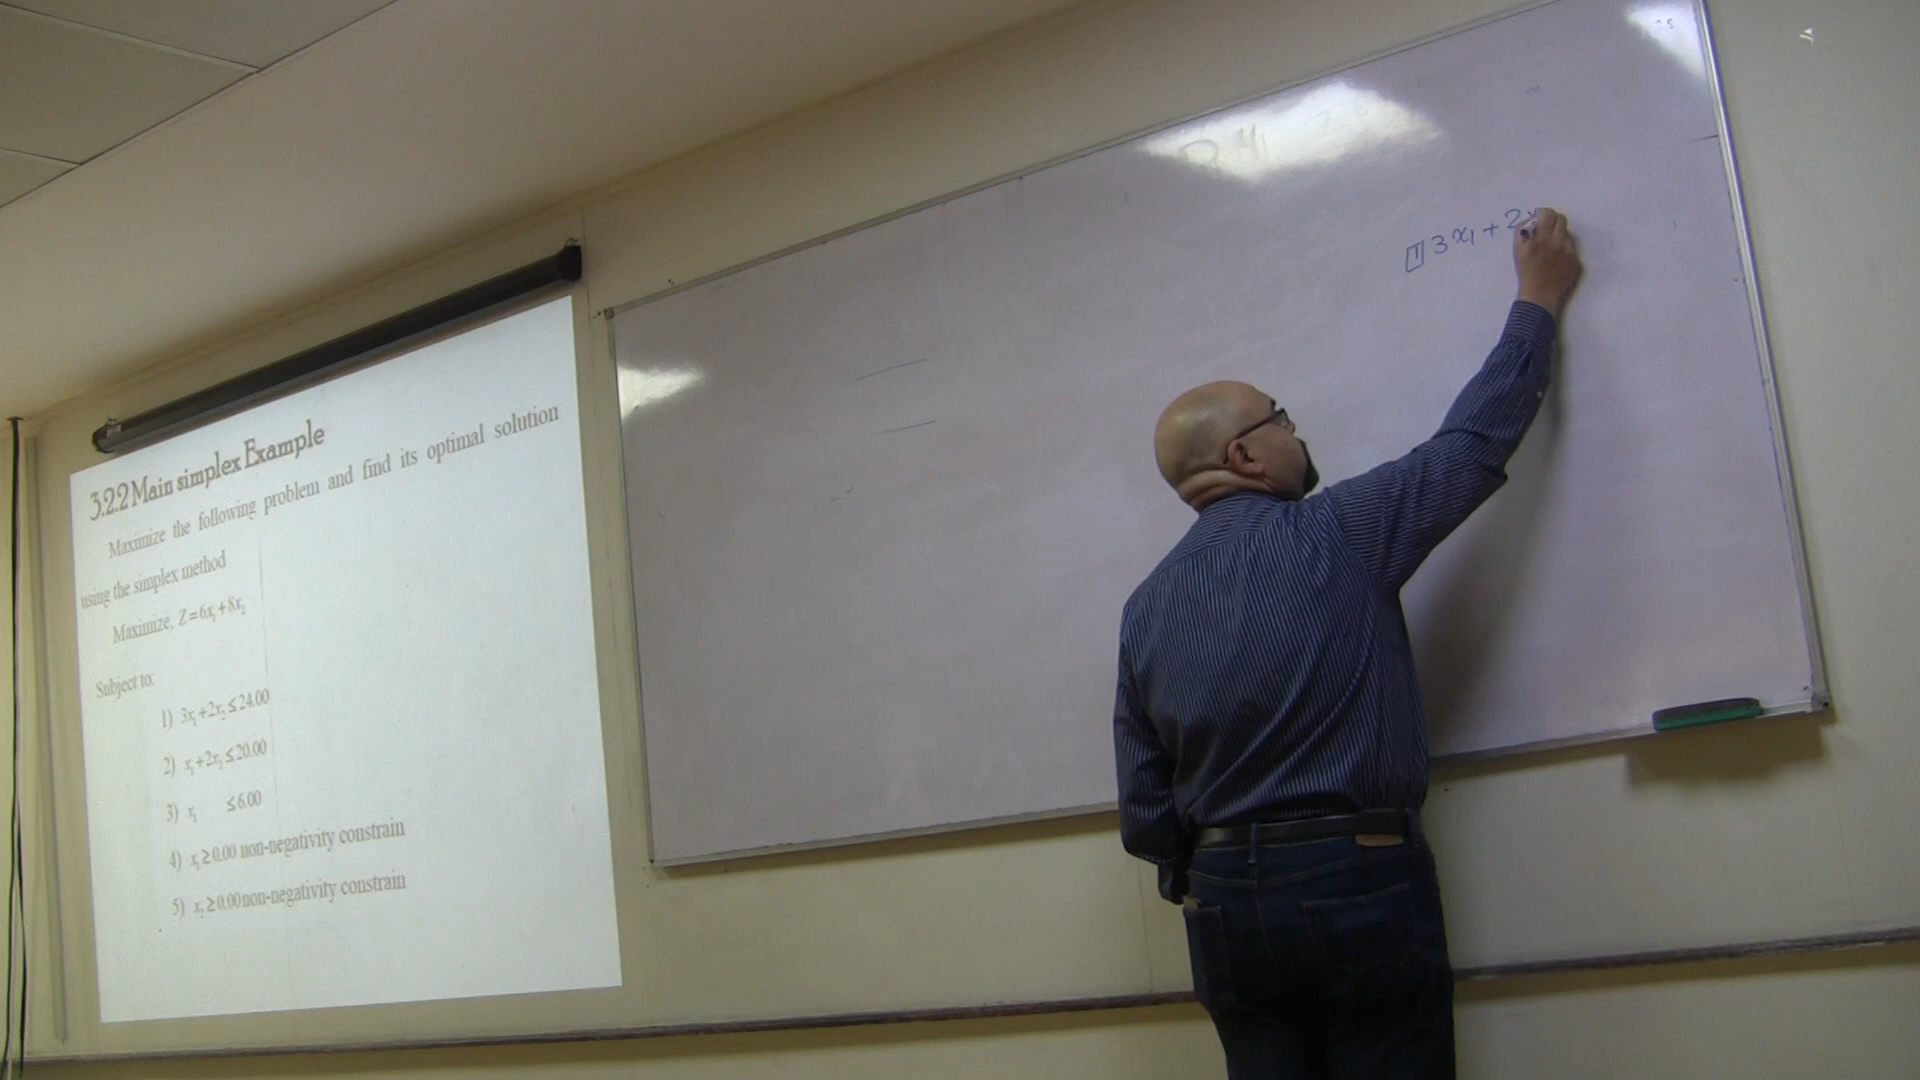 3.2.2 Main simplex Example
Maximize the following problem and find its optimal solution
using the simplex method
Maximize, Z = 6x₁ + 8x₂
Subject to:
1) 3x₁ + 2x₂ ≤ 24.00
2) x₁ + 2x₂ ≤ 20.00
3) x₁ ≤ 6.00
4) x₁ ≥ 0.00 non-negativity constrain
5) x₂ ≥ 0.00 non-negativity constrain
1 3x₁ + 2x